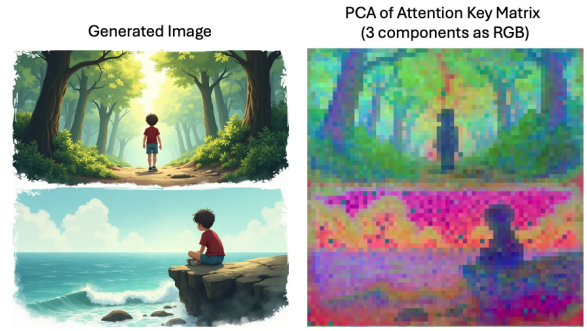 Generated Image
PCA of Attention Key Matrix
(3 components as RGB)